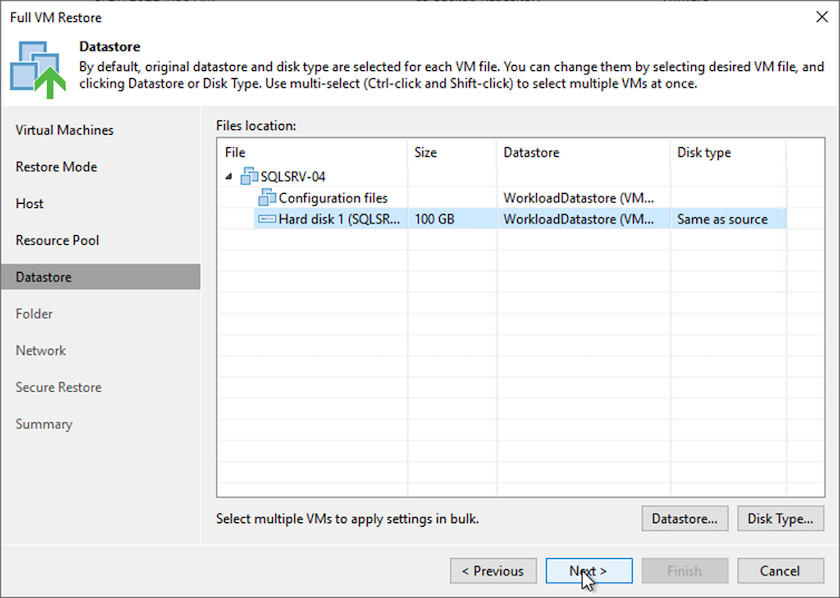 Full VM Restore
Datastore
By default, original datastore and disk type are selected for each VM file. You can change them by selecting desired VM file, and
clicking Datastore or Disk Type. Use multi-select (Ctrl-click and Shift-click) to select multiple VMs at once.
Virtual Machines
Restore Mode
Host
Resource Pool
Datastore
Folder
Network
Secure Restore
Summary
Files location:
File Size Datastore Disk type
SQLSRV-04
Configuration files WorkloadDatastore (VM...
Hard disk 1 (SQLSR... 100 GB WorkloadDatastore (VM... Same as source
Select multiple VMs to apply settings in bulk.
Datastore... Disk Type...
< Previous Next > Finish Cancel